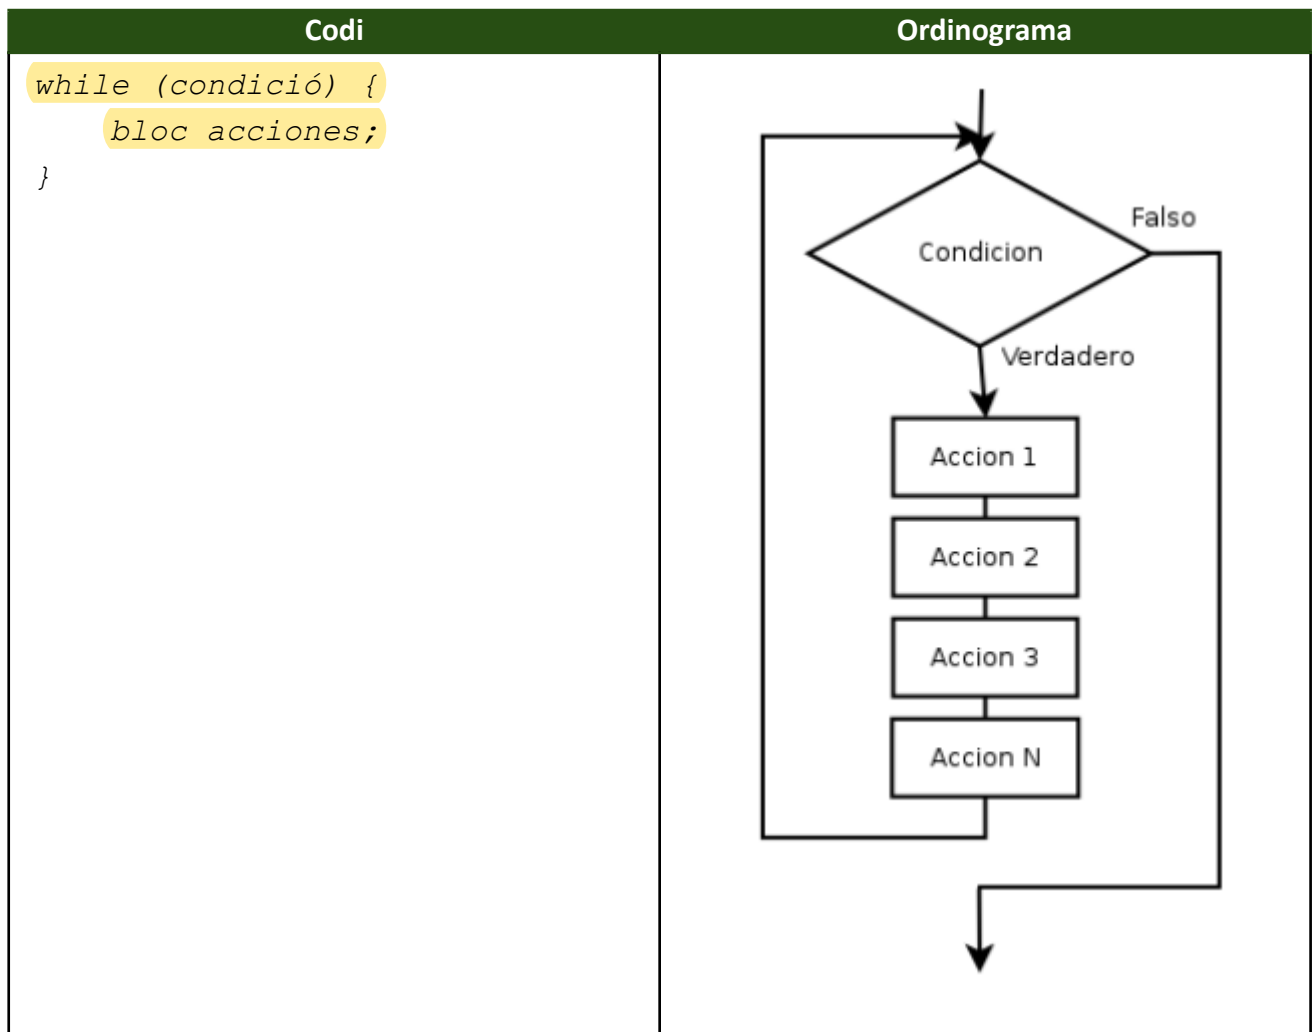 Codi
Ordinograma
while (condició) {
bloc acciones;
}
Falso
Condicion
Verdadero
Accion 1
Accion 2
Accion 3
Accion N